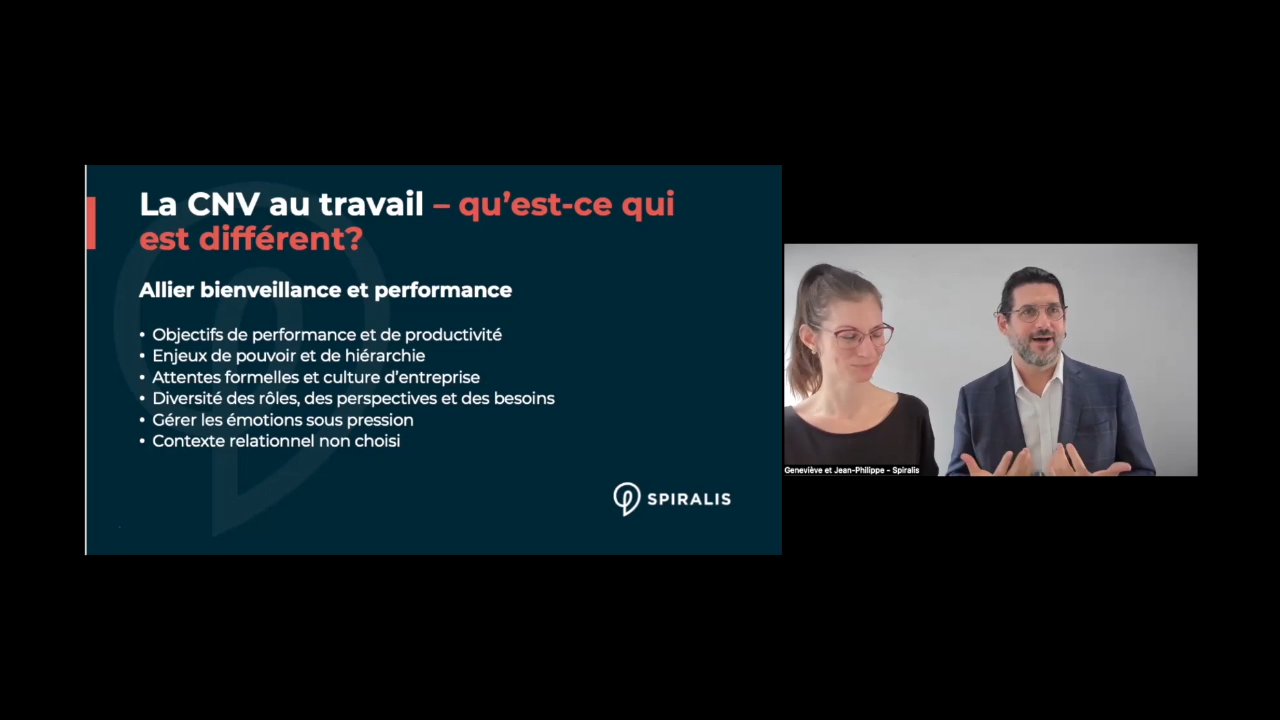 La CNV au travail – qu’est-ce qui
est différent?
Allier bienveillance et performance
• Objectifs de performance et de productivité
• Enjeux de pouvoir et de hiérarchie
• Attentes formelles et culture d’entreprise
• Diversité des rôles, des perspectives et des besoins
• Gérer les émotions sous pression
• Contexte relationnel non choisi
SPIRALIS
Geneviève et Jean-Philippe - Spiralis